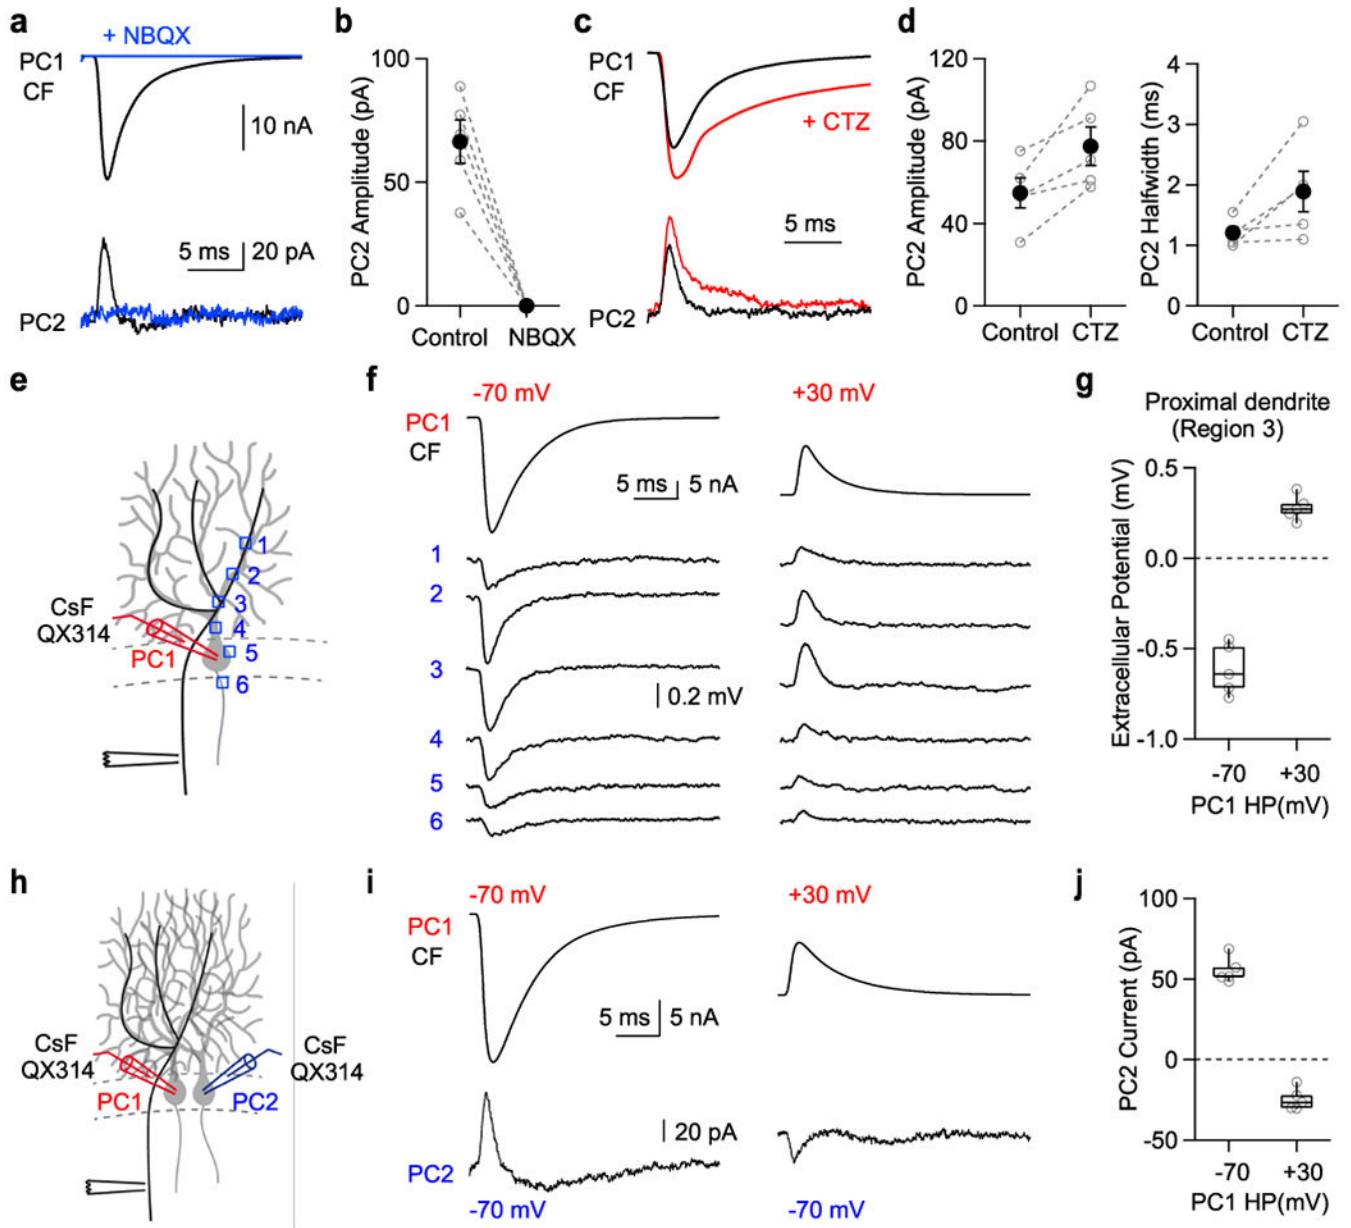 a
+ NBQX
PC1
CF
10 nA
5 ms
20 pA
PC2
b
PC2 Amplitude (pA)
100
50
0
Control
NBQX
c
PC1
CF
+ CTZ
5 ms
PC2
d
PC2 Amplitude (pA)
120
80
40
0
Control
CTZ
PC2 Halfwidth (ms)
4
3
2
1
0
Control
CTZ
e
1
2
3
4
5
6
CsF
QX314
PC1
f
-70 mV
+30 mV
PC1
CF
5 ms
5 nA
1
2
3
0.2 mV
4
5
6
g
Proximal dendrite
(Region 3)
Extracellular Potential (mV)
0.5
0.0
-0.5
-1.0
-70
+30
PC1 HP(mV)
h
CsF
QX314
PC1
CsF
QX314
PC2
i
-70 mV
+30 mV
PC1
CF
5 ms
5 nA
20 pA
PC2
-70 mV
-70 mV
j
PC2 Current (pA)
100
50
0
-50
-70
+30
PC1 HP(mV)